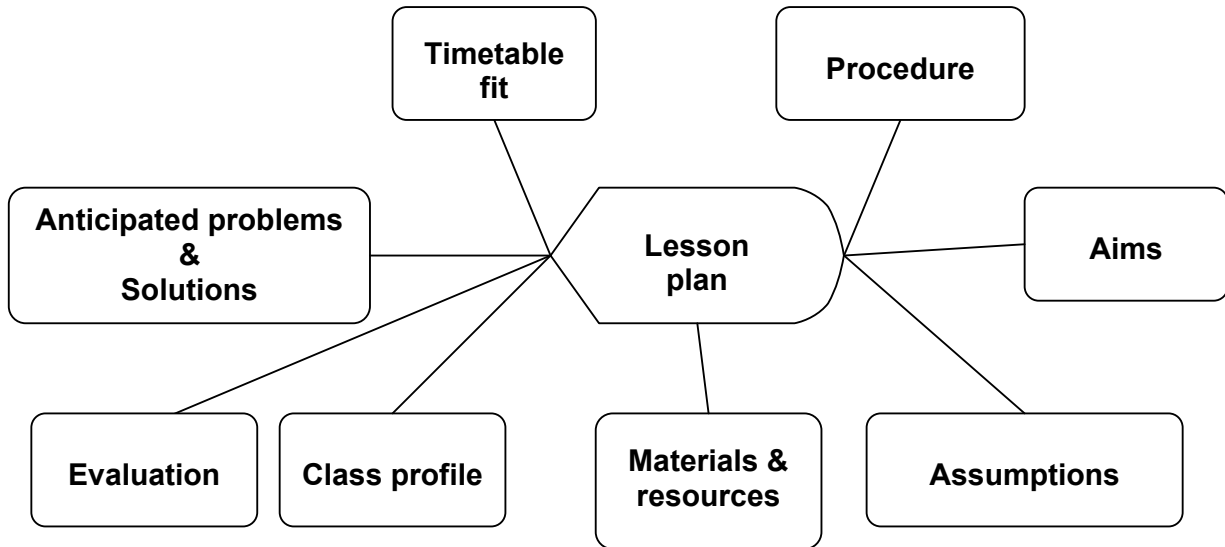 Timetable
fit
Procedure
Anticipated problems
&
Solutions
Lesson
plan
Aims
Evaluation
Class profile
Materials &
resources
Assumptions